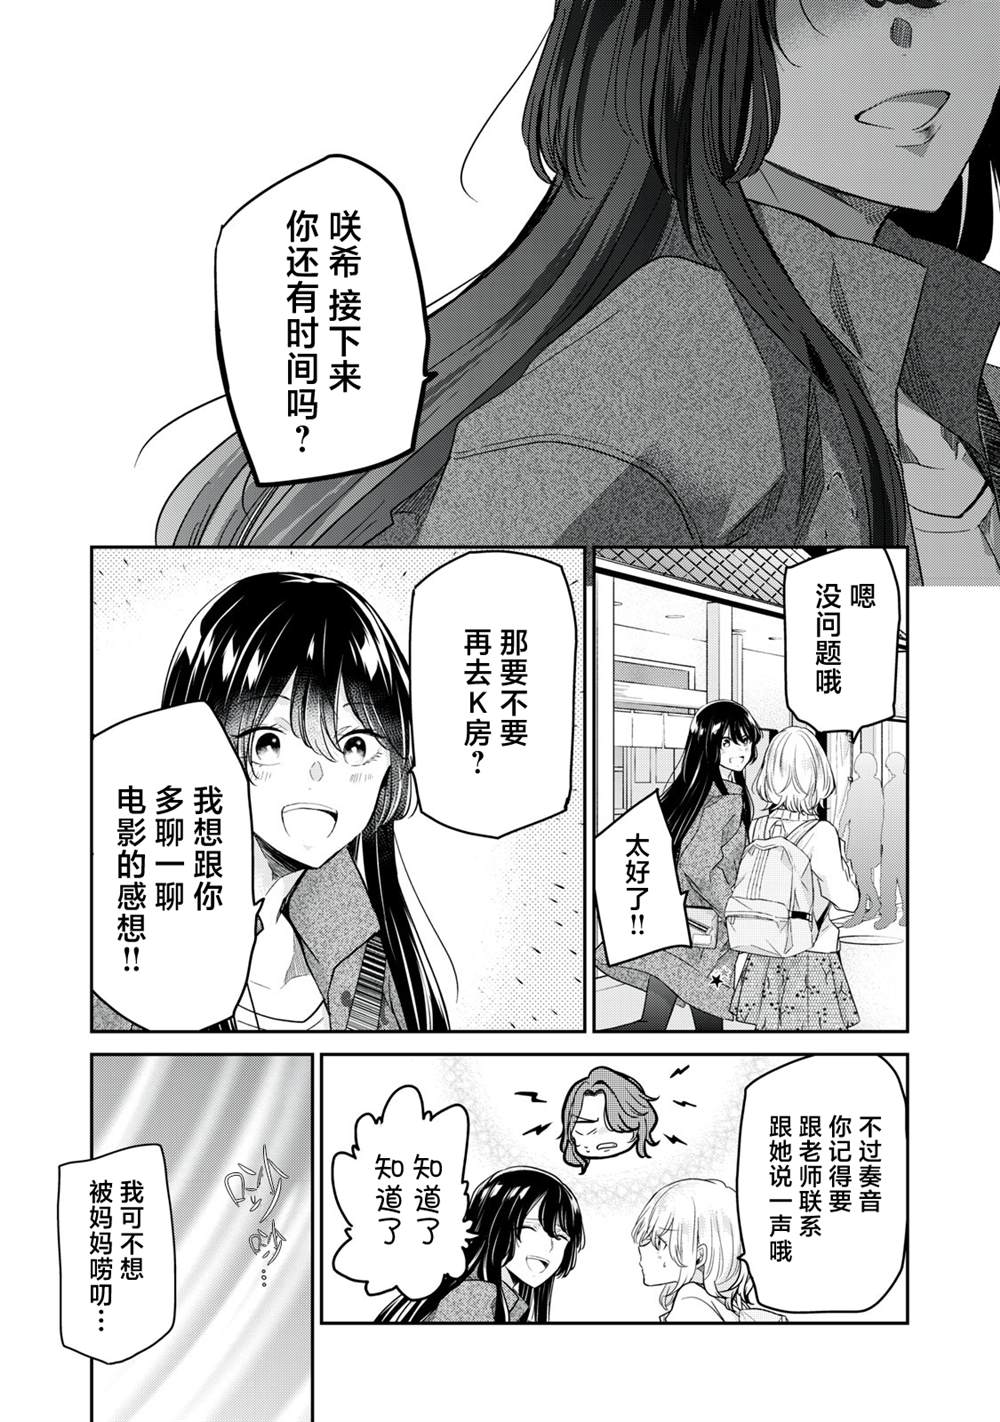 咲希 接下来
你还有时间吗?
嗯
没问题哦
太好了!!
那要不要
再去K房?
我想跟你
多聊一聊
电影的感想!!
不过奏音
你记得要
跟老师联系
跟她说一声哦
知道了
知道了
我可不想
被妈妈唠叨…